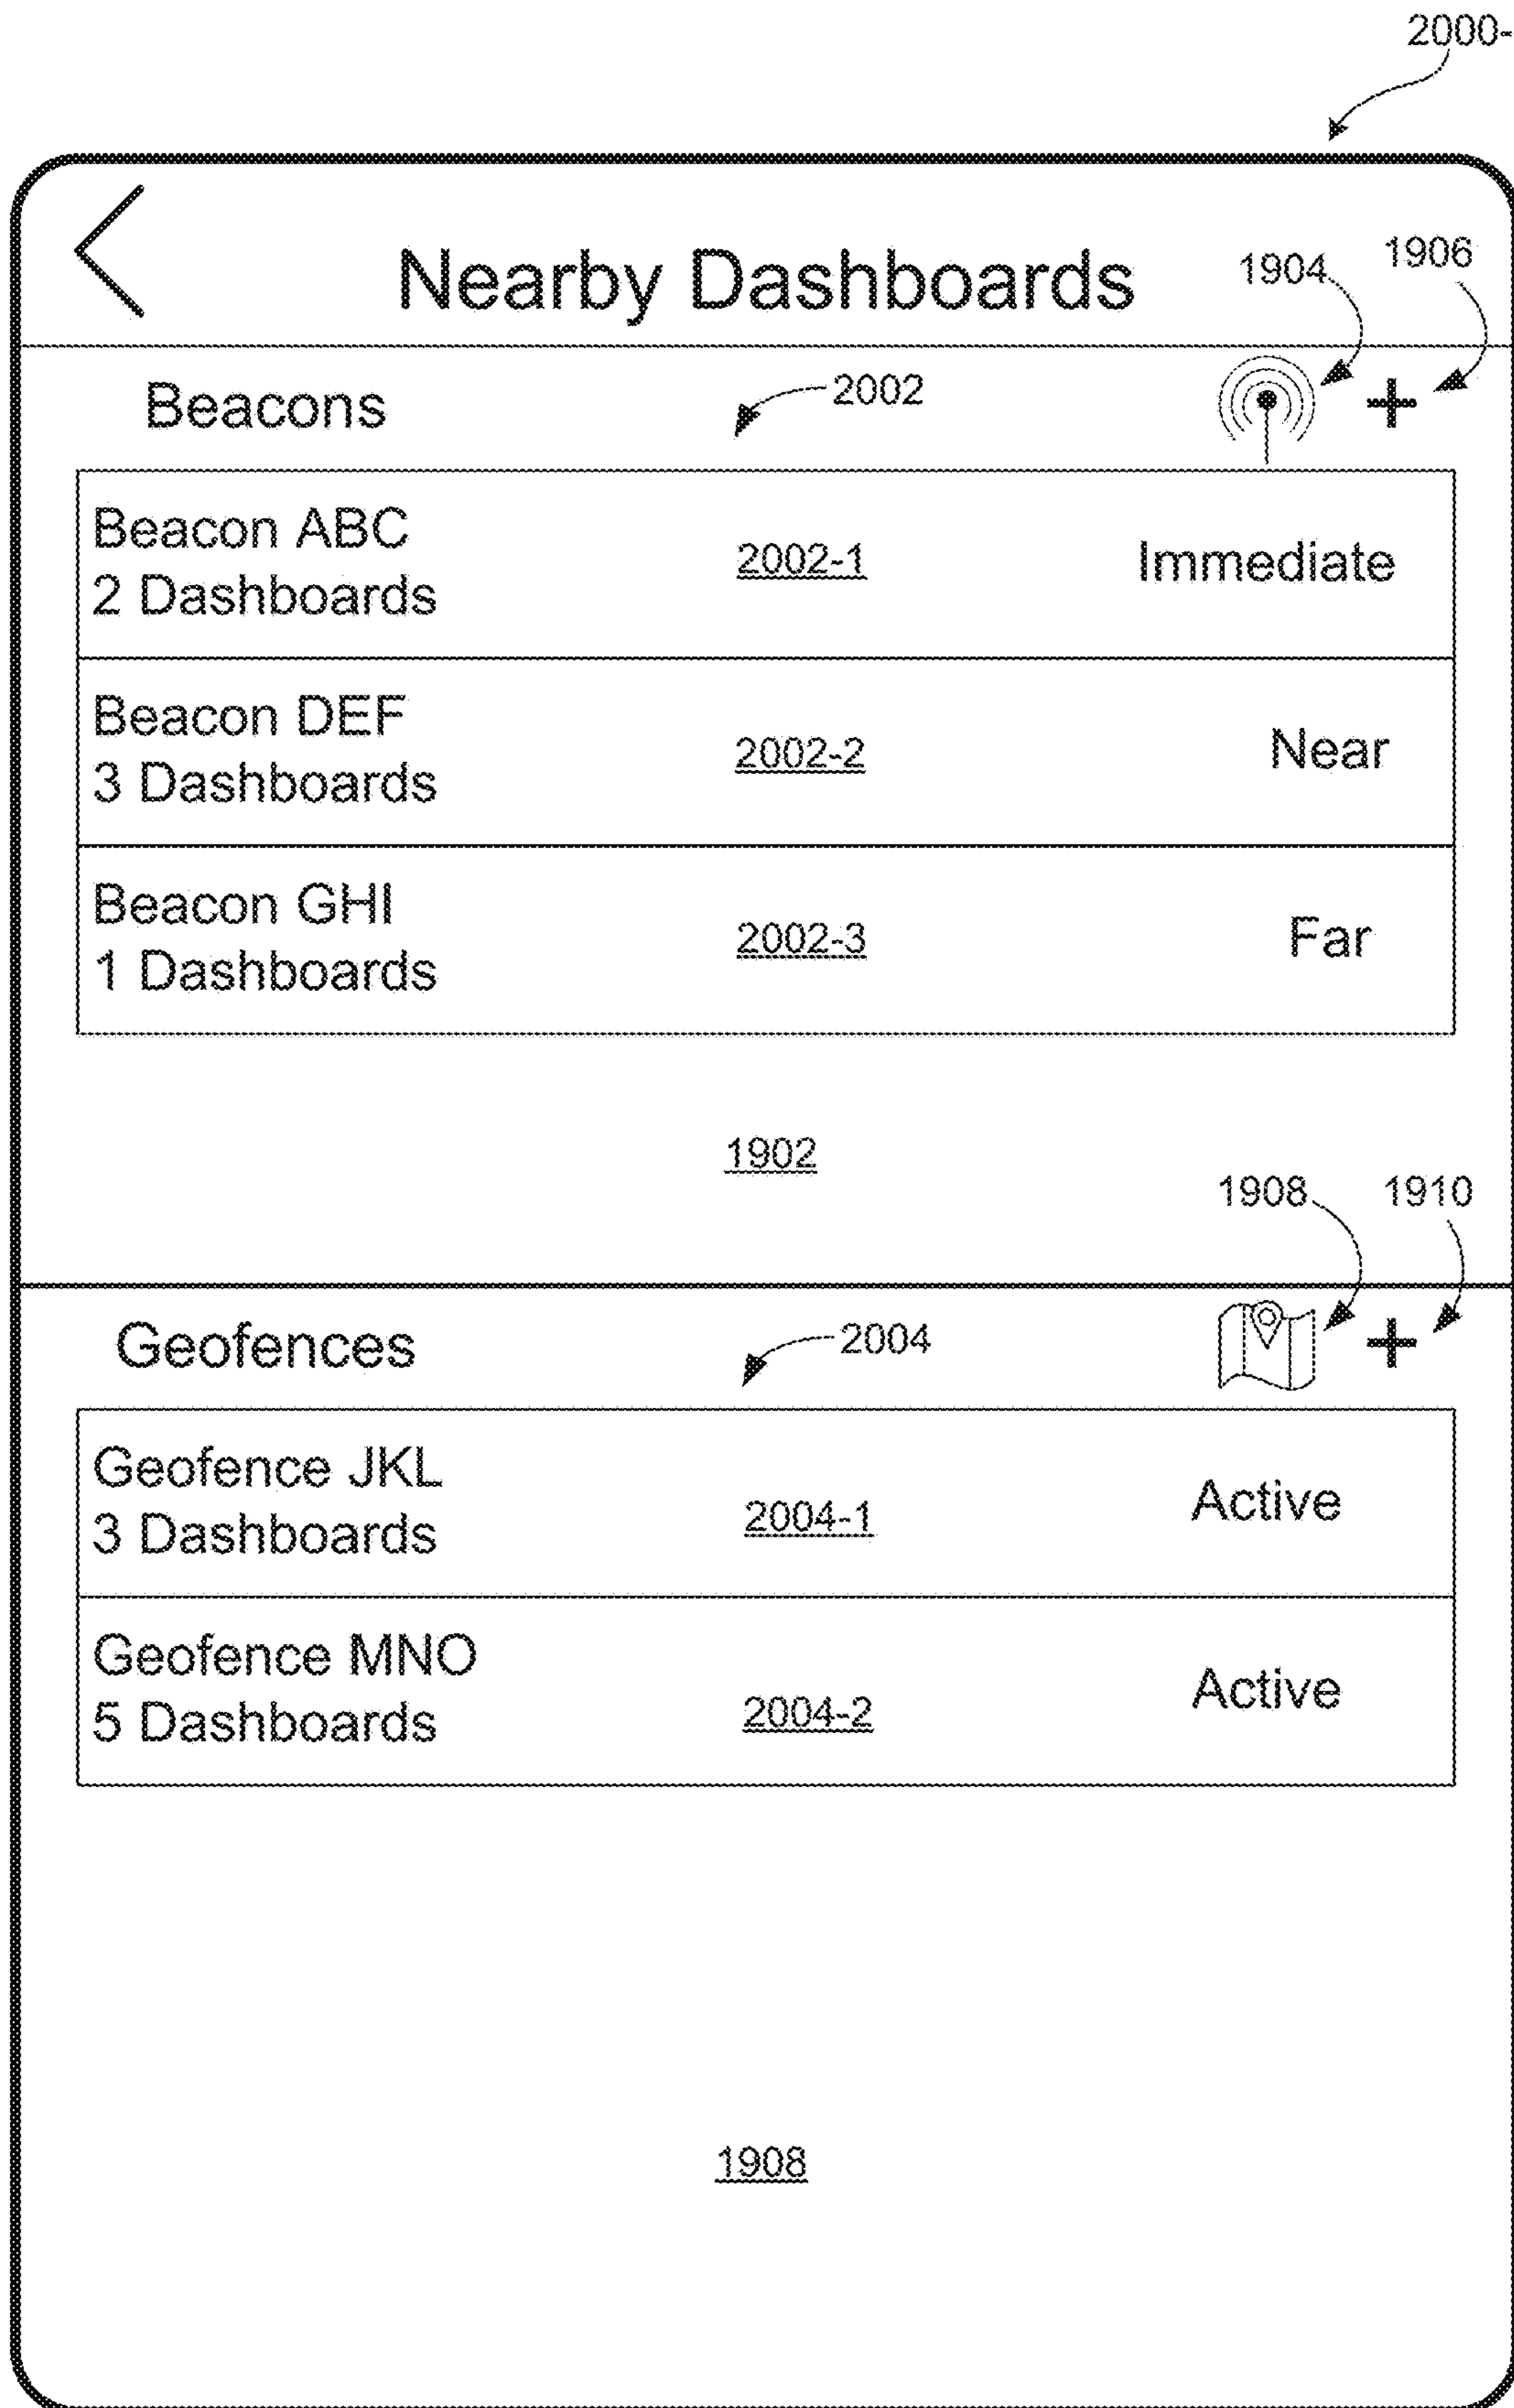 2000-
Nearby Dashboards
1904
1906
Beacons
2002
+
Beacon ABC
2 Dashboards
2002-1
Immediate
Beacon DEF
3 Dashboards
2002-2
Near
Beacon GHI
1 Dashboards
2002-3
Far
1902
1908
1910
Geofences
2004
+
Geofence JKL
3 Dashboards
2004-1
Active
Geofence MNO
5 Dashboards
2004-2
Active
1908